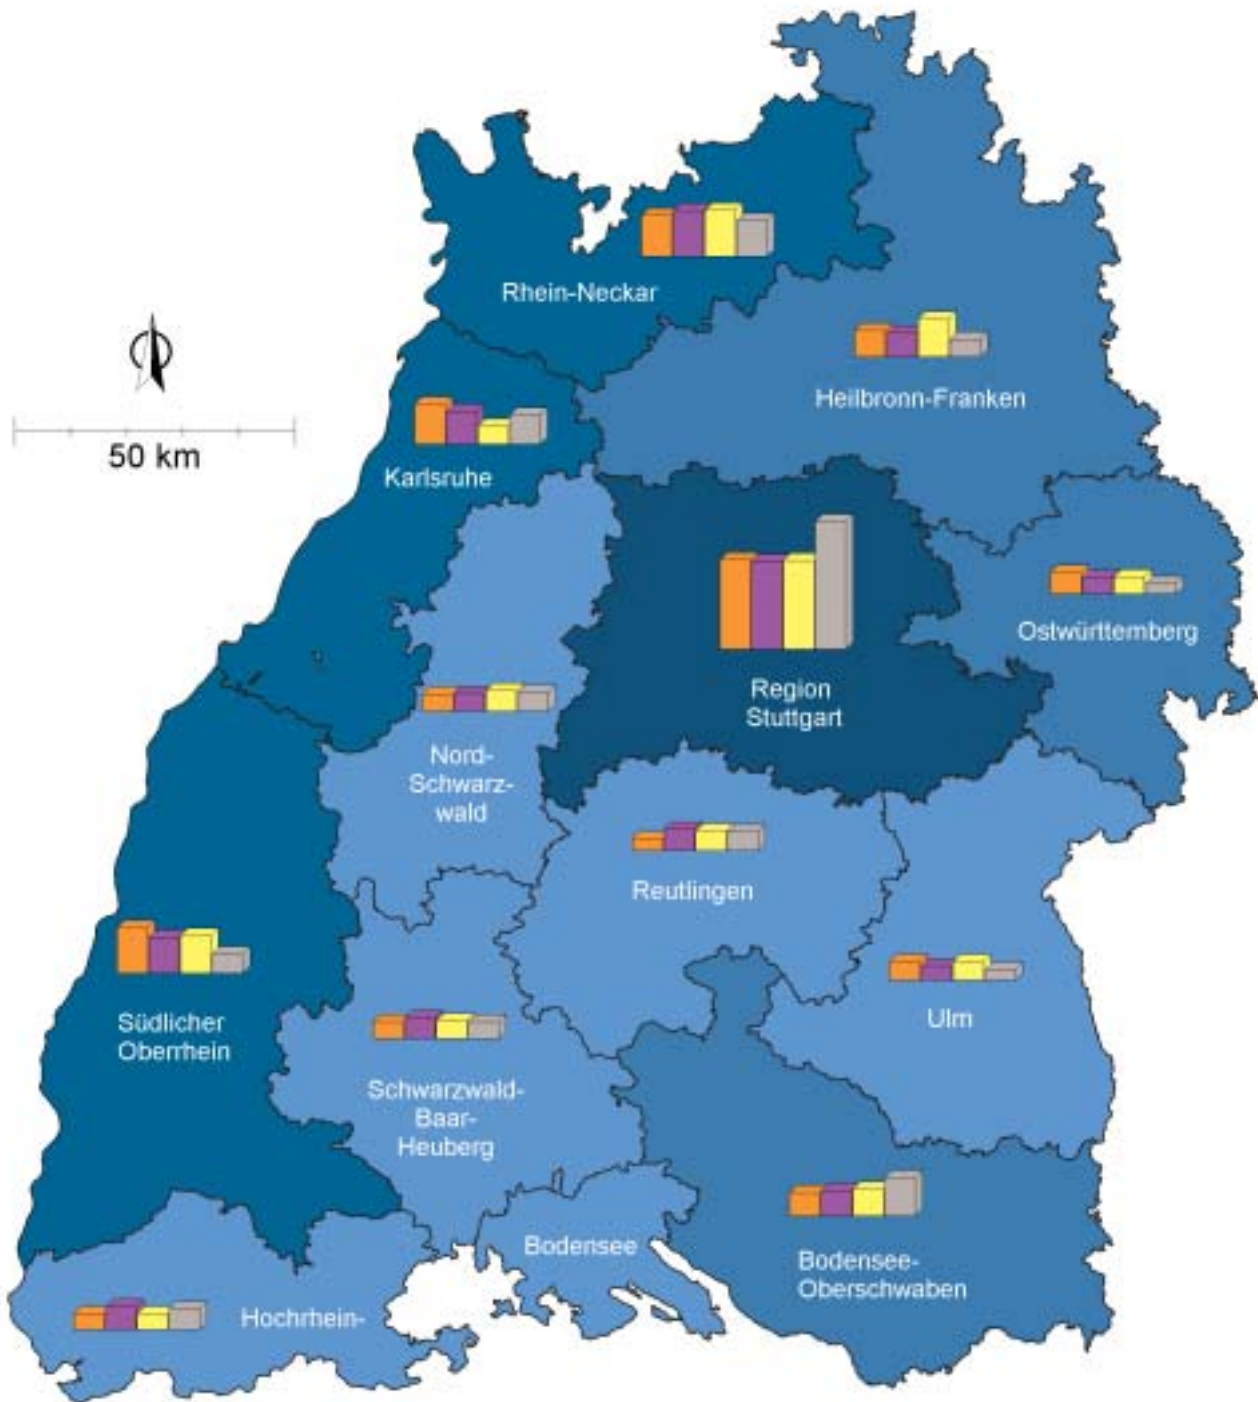 Rhein-Neckar
Heilbronn-Franken
50 km
Karlsruhe
Ostwürttemberg
Region
Stuttgart
Nord-
Schwarz-
wald
Reutlingen
Südlicher
Oberrhein
Ulm
Schwarzwald-
Baar-
Heuberg
Bodensee
Bodensee-
Oberschwaben
Hochrhein-